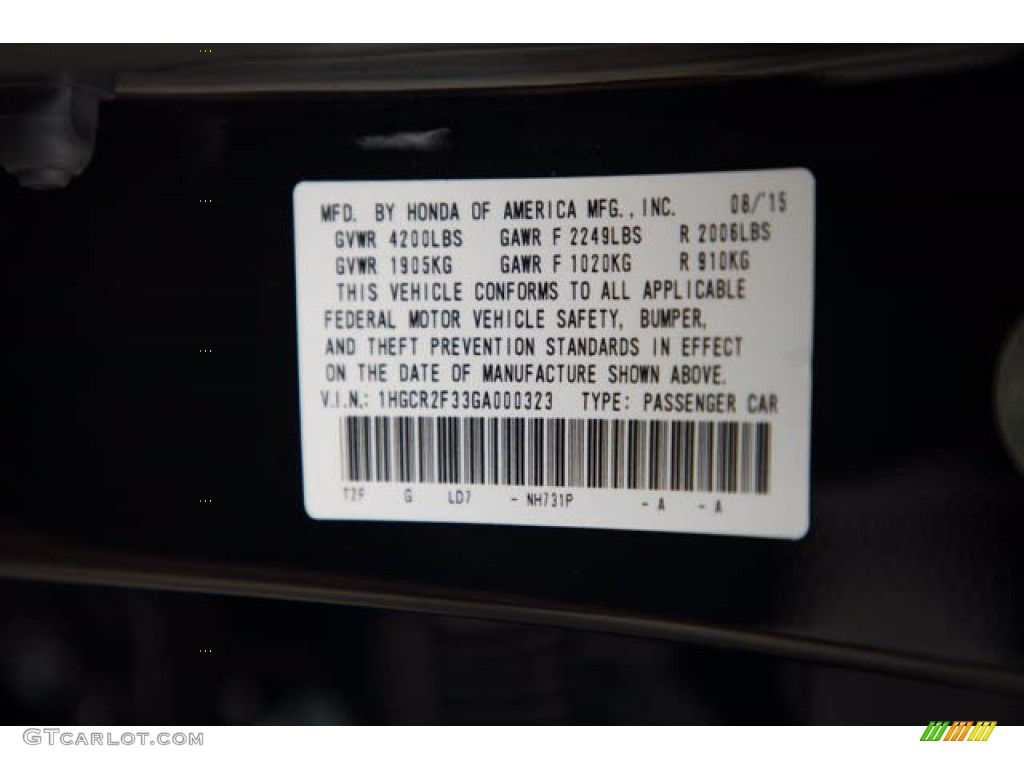 MFD. BY HONDA OF AMERICA MFG., INC. 08/'15
GVWR 4200LBS GAWR F 2249LBS R 2006LBS
GVWR 1905KG GAWR F 1020KG R 910KG
THIS VEHICLE CONFORMS TO ALL APPLICABLE
FEDERAL MOTOR VEHICLE SAFETY, BUMPER,
AND THEFT PREVENTION STANDARDS IN EFFECT
ON THE DATE OF MANUFACTURE SHOWN ABOVE.
V.I.N.: 1HGCR2F33GA000323 TYPE: PASSENGER CAR
T2F G LD7 - NH731P - A - A
GTCARLOT.COM